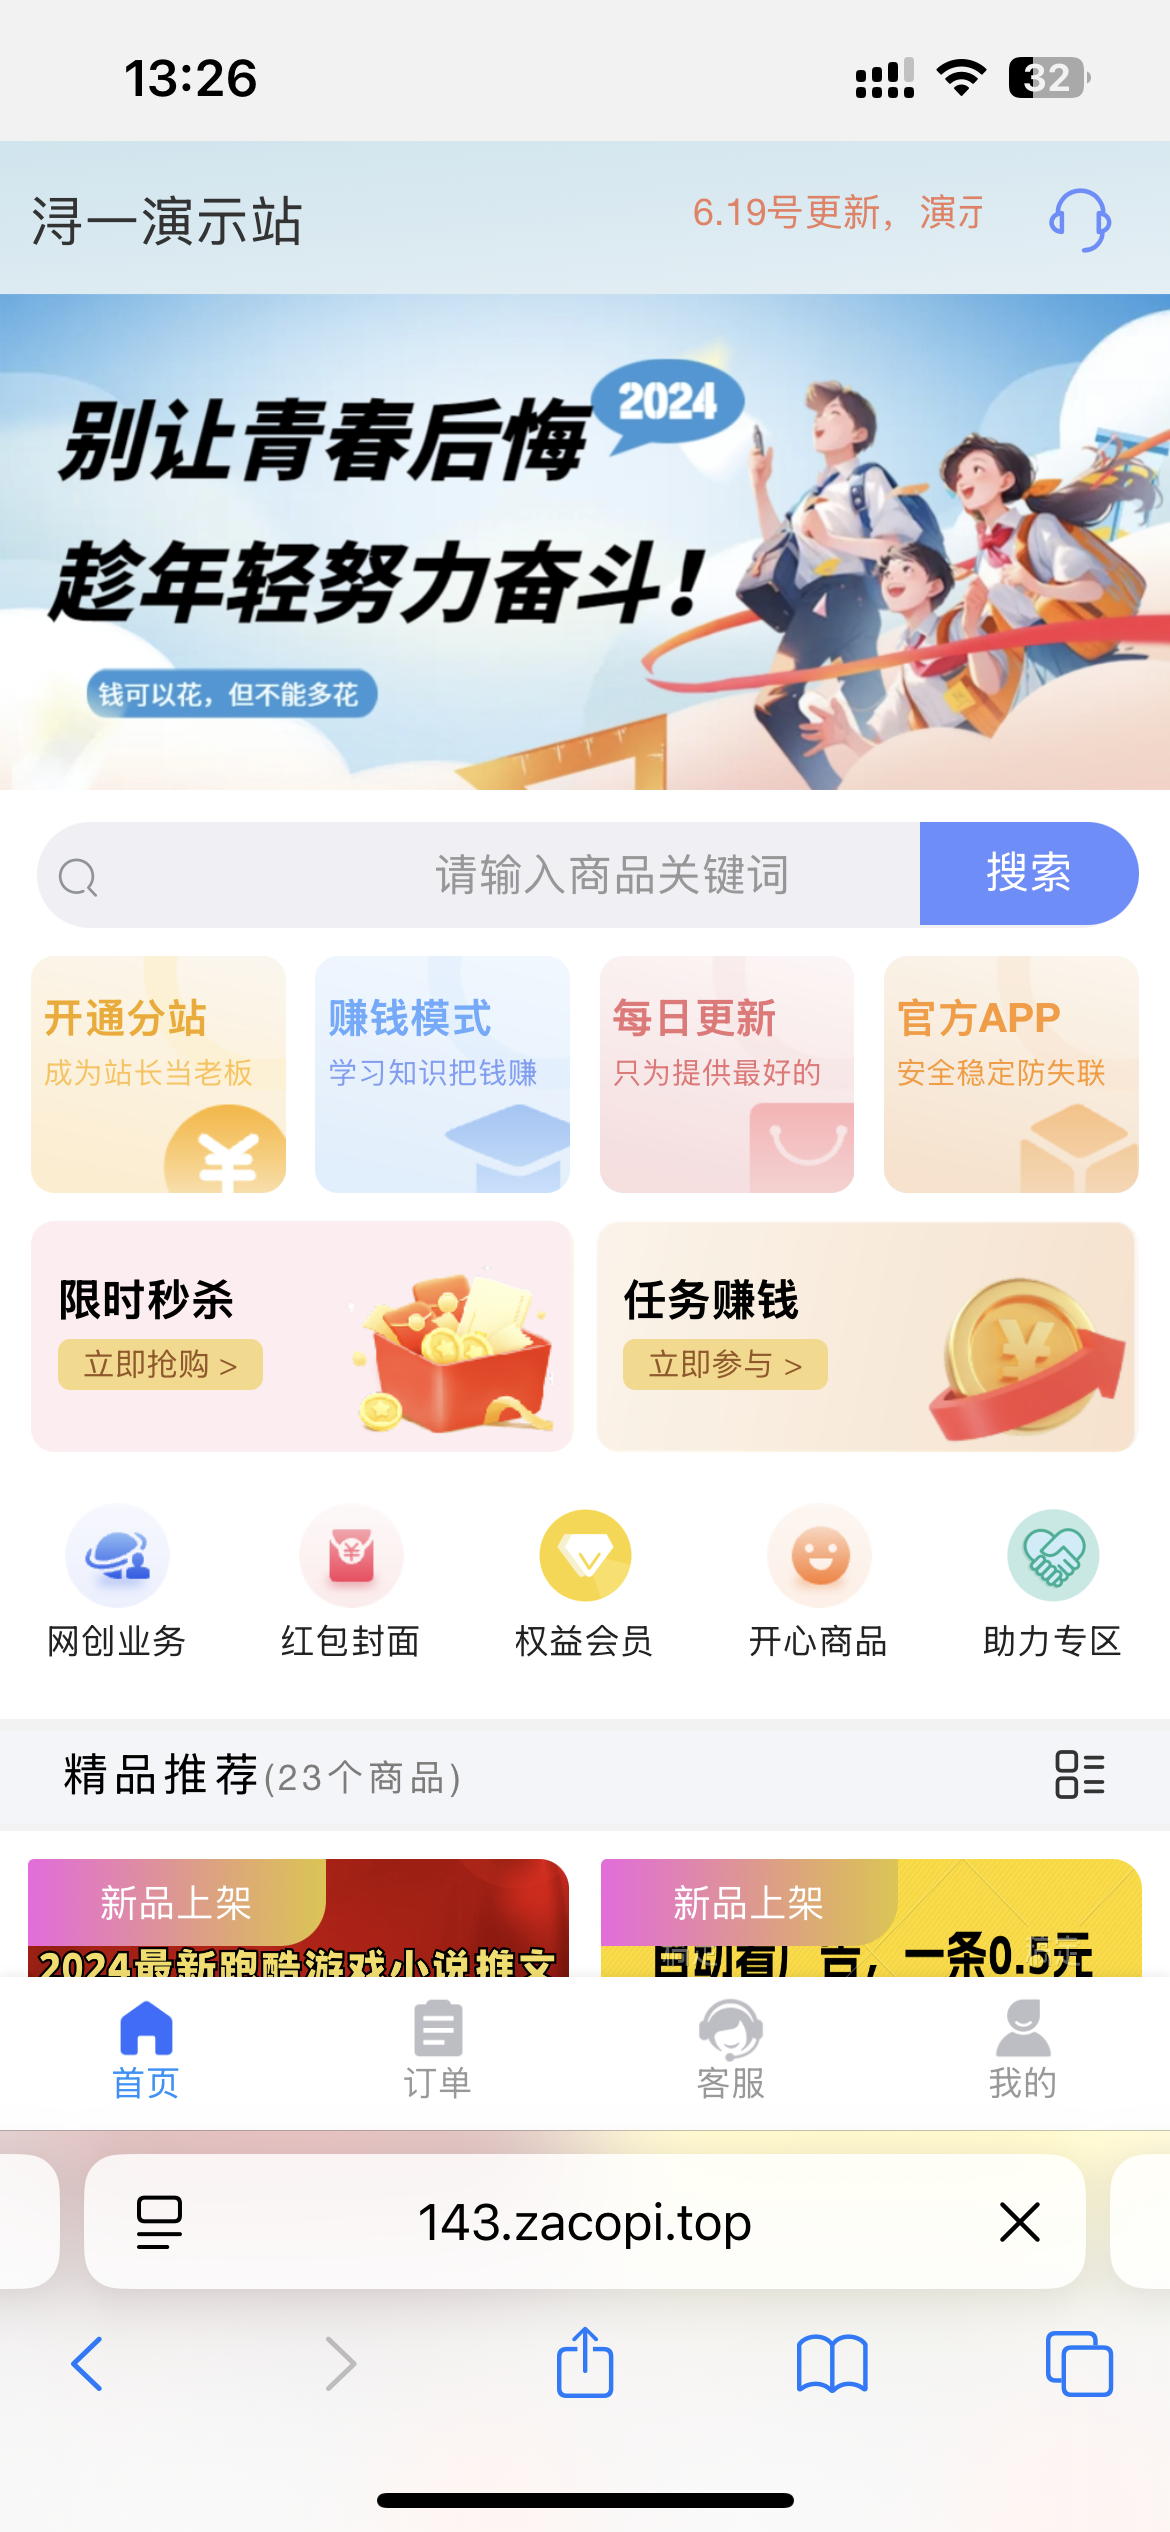 13:26
32
浔一演示站
6.19号更新，演示
别让青春后悔
2024
趁年轻努力奋斗！
钱可以花，但不能多花
请输入商品关键词
搜索
开通分站
成为站长当老板
赚钱模式
学习知识把钱赚
每日更新
只为提供最好的
官方APP
安全稳定防失联
限时秒杀
立即抢购 >
任务赚钱
立即参与 >
网创业务
红包封面
权益会员
开心商品
助力专区
精品推荐(23个商品)
新品上架
2024最新跑酷游戏小说推文
新品上架
自动看广告，一条0.5元
首页
订单
客服
我的
143.zacopi.top